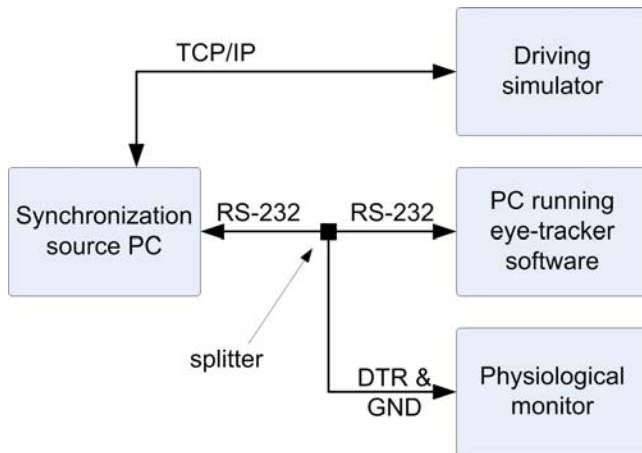 TCP/IP
Driving
simulator
Synchronization
source PC
RS-232
RS-232
PC running
eye-tracker
software
splitter
DTR &
GND
Physiological
monitor